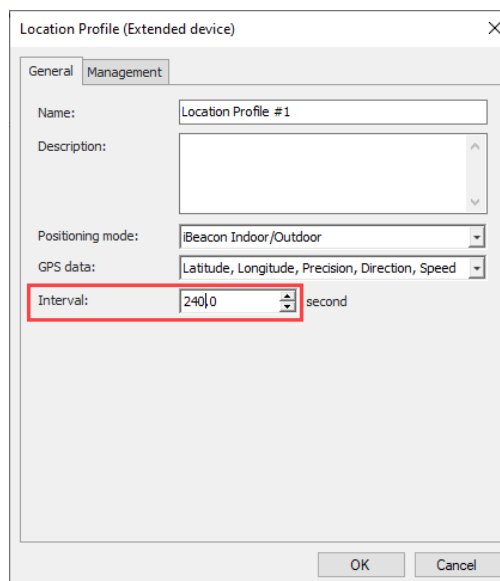 Location Profile (Extended device)
General Management
Name: Location Profile #1
Description:
Positioning mode: iBeacon Indoor/Outdoor
GPS data: Latitude, Longitude, Precision, Direction, Speed
Interval: 240.0 second
OK Cancel